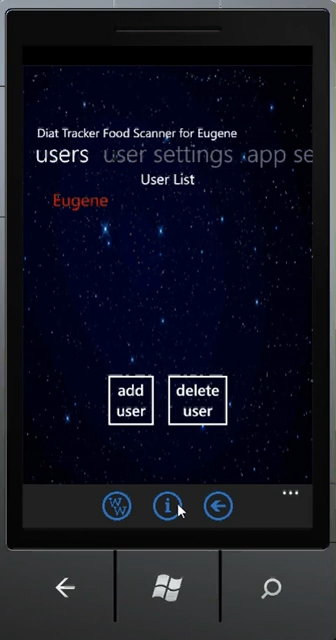 Diat Tracker Food Scanner for Eugene
users user settings app se
User List
Eugene
add user
delete user
W W
i
...